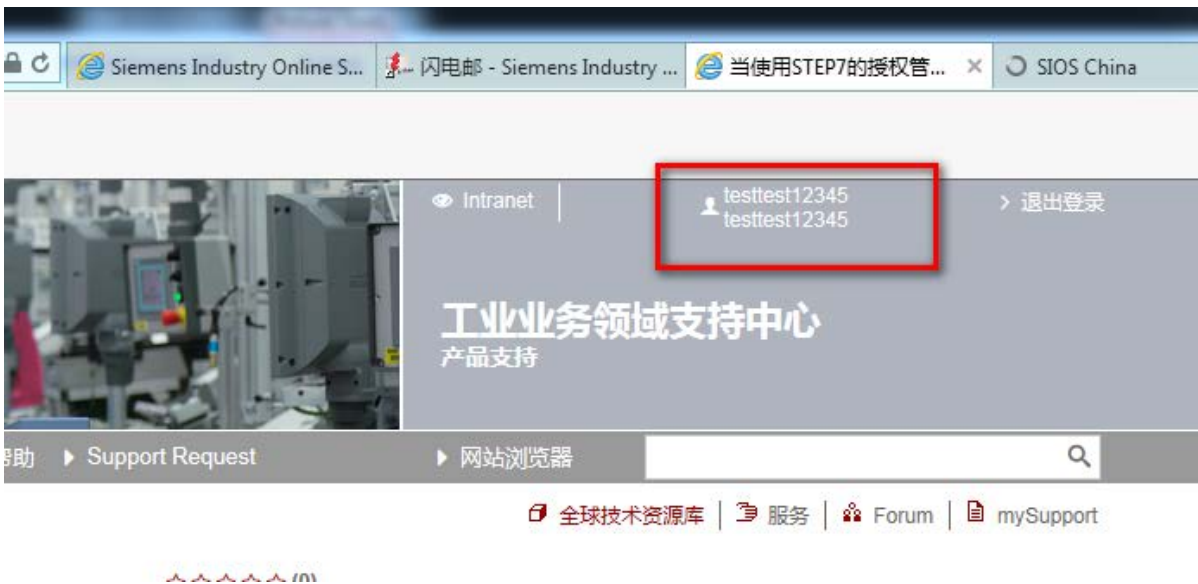 Siemens Industry Online S...
闪电邮 - Siemens Industry ...
当使用STEP7的授权管...
SIOS China
Intranet
testtest12345
testtest12345
退出登录
工业业务领域支持中心
产品支持
Support Request
网站浏览器
全球技术资源库
服务
Forum
mySupport
(0)